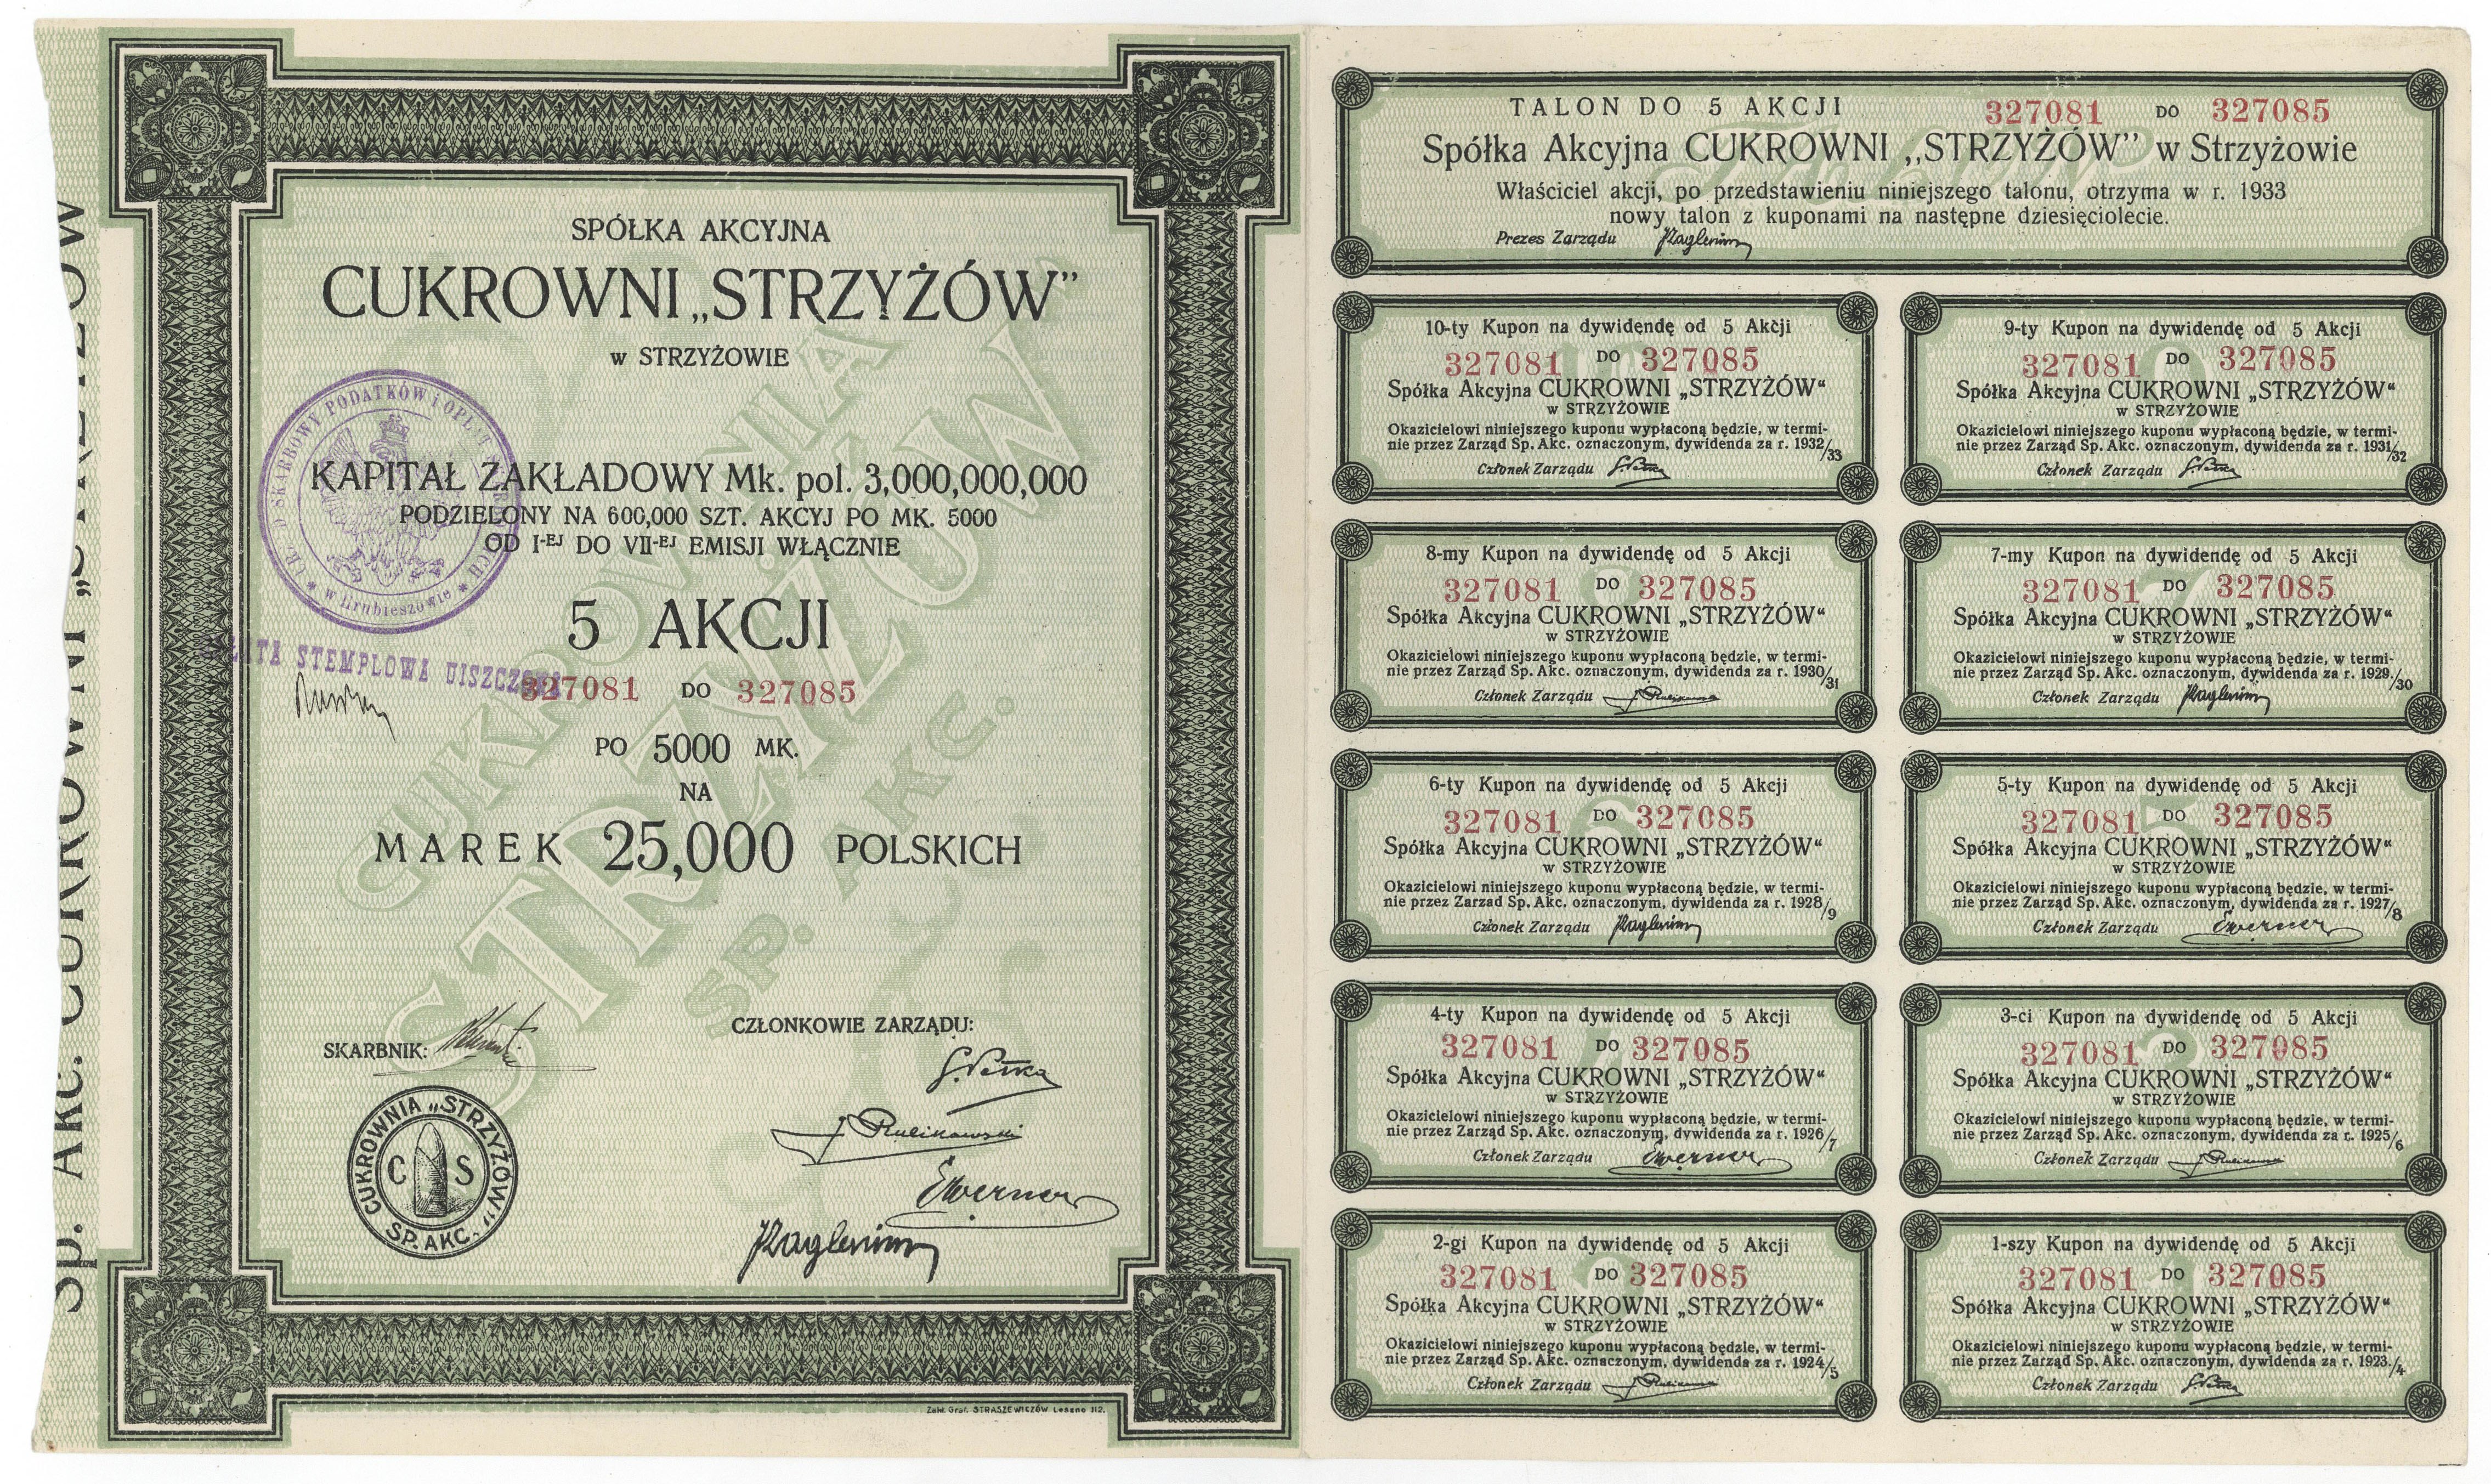 SP. AKC. CUKROWNI „STRZYŻÓW
SPÓŁKA AKCYJNA
CUKROWNI „STRZYŻÓW”
w STRZYŻOWIE
URZĄD SKARBOWY PODATKÓW i OPŁAT
* w Hrubieszowie *
KAPITAŁ ZAKŁADOWY Mk. pol. 3,000,000,000
PODZIELONY NA 600,000 SZT. AKCYJ PO MK. 5000
OD I-EJ DO VII-EJ EMISJI WŁĄCZNIE
5 AKCJI
STEMPLOWA UISZCZONA
327081 DO 327085
PO 5000 MK.
NA
MAREK 25,000 POLSKICH
CUKROWNIA
STRZYŻÓW
SP. AKC.
CZŁONKOWIE ZARZĄDU:
SKARBNIK:
J Rulikowski
CUKROWNIA „STRZYŻÓW”
C S
SP. AKC.
Zakł. Graf. STRASZEWICZÓW Leszno 112.
TALON DO 5 AKCJI 327081 DO 327085
Spółka Akcyjna CUKROWNI „STRZYŻÓW” w Strzyżowie
Właściciel akcji, po przedstawieniu niniejszego talonu, otrzyma w r. 1933
nowy talon z kuponami na następne dziesięciolecie.
Prezes Zarządu
10-ty Kupon na dywidendę od 5 Akcji
327081 DO 327085
Spółka Akcyjna CUKROWNI „STRZYŻÓW“
w STRZYŻOWIE
Okazicielowi niniejszego kuponu wypłaconą będzie, w termi-
nie przez Zarząd Sp. Akc. oznaczonym, dywidenda za r. 1932/33
Członek Zarządu
9-ty Kupon na dywidendę od 5 Akcji
327081 DO 327085
Spółka Akcyjna CUKROWNI „STRZYŻÓW“
w STRZYŻOWIE
Okazicielowi niniejszego kuponu wypłaconą będzie, w termi-
nie przez Zarząd Sp. Akc. oznaczonym, dywidenda za r. 1931/32
Członek Zarządu
8-my Kupon na dywidendę od 5 Akcji
327081 DO 327085
Spółka Akcyjna CUKROWNI „STRZYŻÓW“
w STRZYŻOWIE
Okazicielowi niniejszego kuponu wypłaconą będzie, w termi-
nie przez Zarząd Sp. Akc. oznaczonym, dywidenda za r. 1930/31
Członek Zarządu J Rulikowski
7-my Kupon na dywidendę od 5 Akcji
327081 DO 327085
Spółka Akcyjna CUKROWNI „STRZYŻÓW“
w STRZYŻOWIE
Okazicielowi niniejszego kuponu wypłaconą będzie, w termi-
nie przez Zarząd Sp. Akc. oznaczonym, dywidenda za r. 1929./30
Członek Zarządu
6-ty Kupon na dywidendę od 5 Akcji
327081 DO 327085
Spółka Akcyjna CUKROWNI „STRZYŻÓW“
w STRZYŻOWIE
Okazicielowi niniejszego kuponu wypłaconą będzie, w termi-
nie przez Zarzad Sp. Akc. oznaczonym, dywidenda za r. 1928/9
Członek Zarządu
5-ty Kupon na dywidendę od 5 Akcji
327081 DO 327085
Spółka Akcyjna CUKROWNI „STRZYŻÓW“
w STRZYŻOWIE
Okazicielowi niniejszego kuponu wypłaconą będzie, w termi-
nie przez Zarząd Sp. Akc. oznaczonym, dywidenda za r. 1927/8
Członek Zarządu
4-ty Kupon na dywidendę od 5 Akcji
327081 DO 327085
Spółka Akcyjna CUKROWNI „STRZYŻÓW“
w STRZYŻOWIE
Okazicielowi niniejszego kuponu wypłaconą będzie, w termi-
nie przez Zarząd Sp. Akc. oznaczonym, dywidenda za r. 1926/7
Członek Zarządu
3-ci Kupon na dywidendę od 5 Akcji
327081 DO 327085
Spółka Akcyjna CUKROWNI „STRZYŻÓW“
w STRZYŻOWIE
Okazicielowi niniejszego kuponu wypłaconą będzie, w termi-
nie przez Zarząd Sp. Akc. oznaczonym, dywidenda za r. 1925/6
Członek Zarządu J Rulikowski
2-gi Kupon na dywidendę od 5 Akcji
327081 DO 327085
Spółka Akcyjna CUKROWNI „STRZYŻÓW“
w STRZYŻOWIE
Okazicielowi niniejszego kuponu wypłaconą będzie, w termi-
nie przez Zarząd Sp. Akc. oznaczonym, dywidenda za r. 1924/5
Członek Zarządu J Rulikowski
1-szy Kupon na dywidendę od 5 Akcji
327081 DO 327085
Spółka Akcyjna CUKROWNI „STRZYŻÓW“
w STRZYŻOWIE
Okazicielowi niniejszego kuponu wypłaconą będzie, w termi-
nie przez Zarząd Sp. Akc. oznaczonym, dywidenda za r. 1923./4
Członek Zarządu